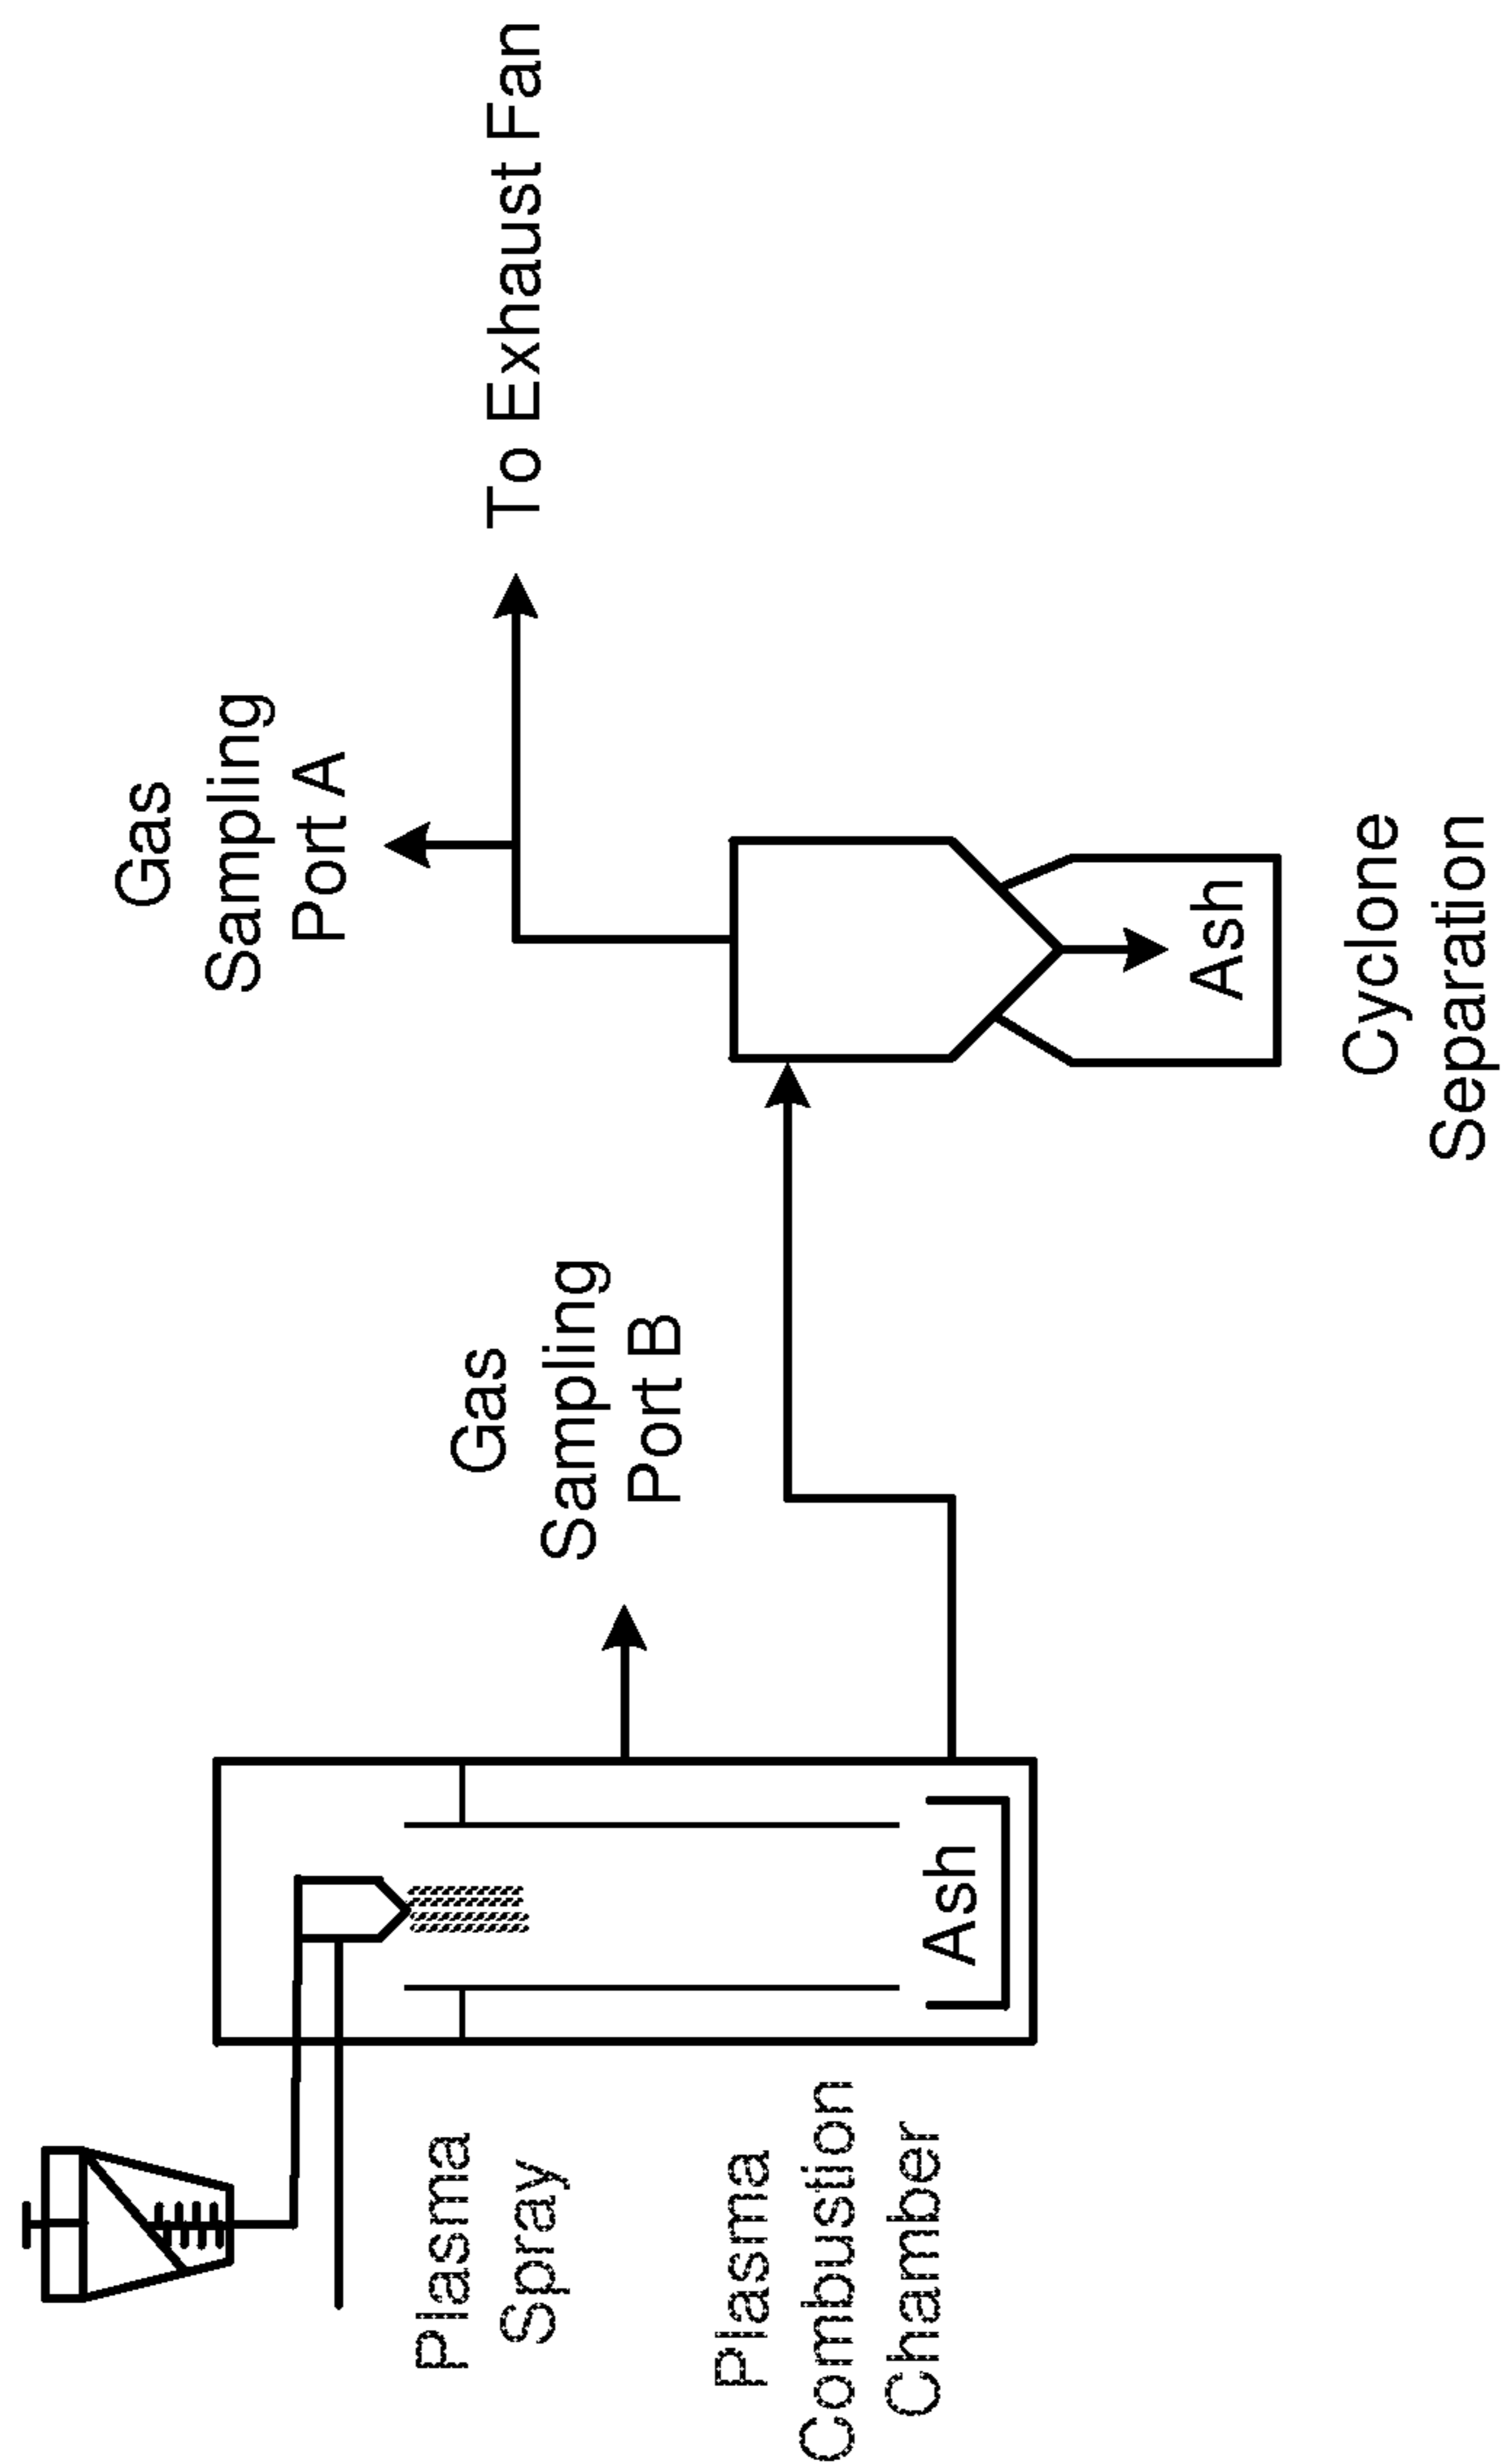 Plasma
Spray
Plasma
Combustion
Chamber
Ash
Gas
Sampling
Port B
Gas
Sampling
Port A
To Exhaust Fan
Ash
Cyclone
Separation